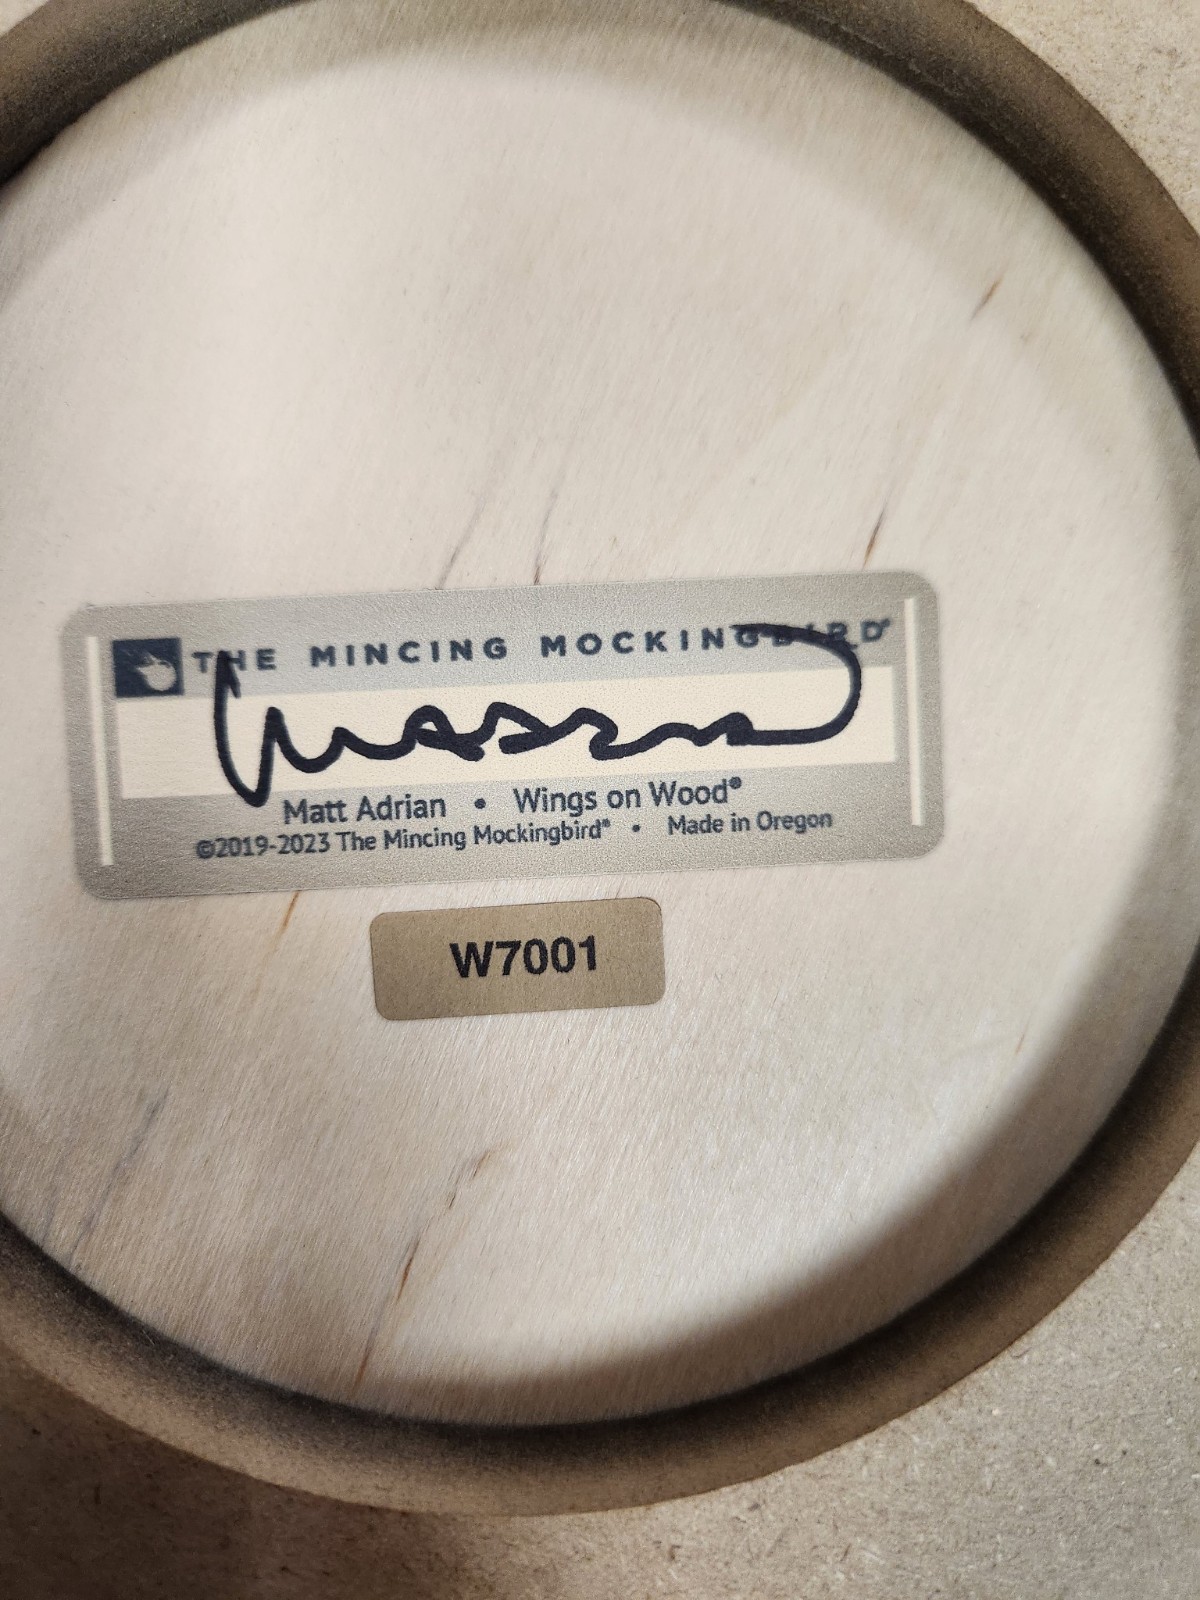 THE MINCING MOCKINGBIRD®
Matt Adrian • Wings on Wood®
©2019-2023 The Mincing Mockingbird® • Made in Oregon
W7001